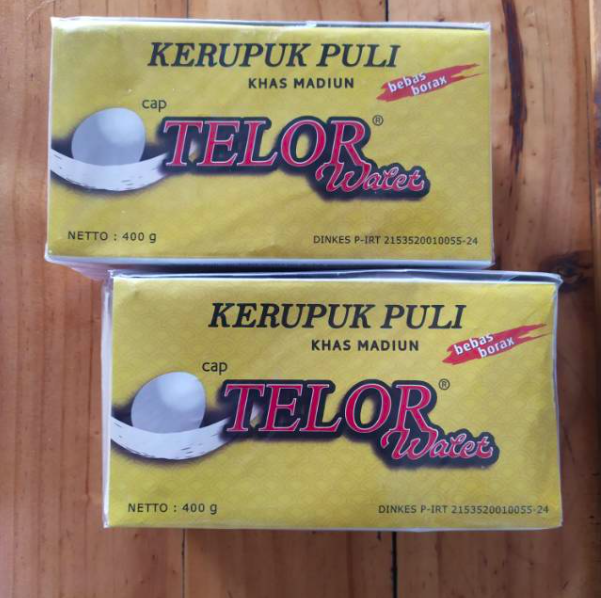 KERUPUK PULI
KHAS MADIUN
bebas
borax
cap
TELOR®
Walet
NETTO : 400 g
DINKES P-IRT 2153520010055-24
KERUPUK PULI
KHAS MADIUN
bebas
borax
cap
TELOR®
Walet
NETTO : 400 g
DINKES P-IRT 2153520010055-24